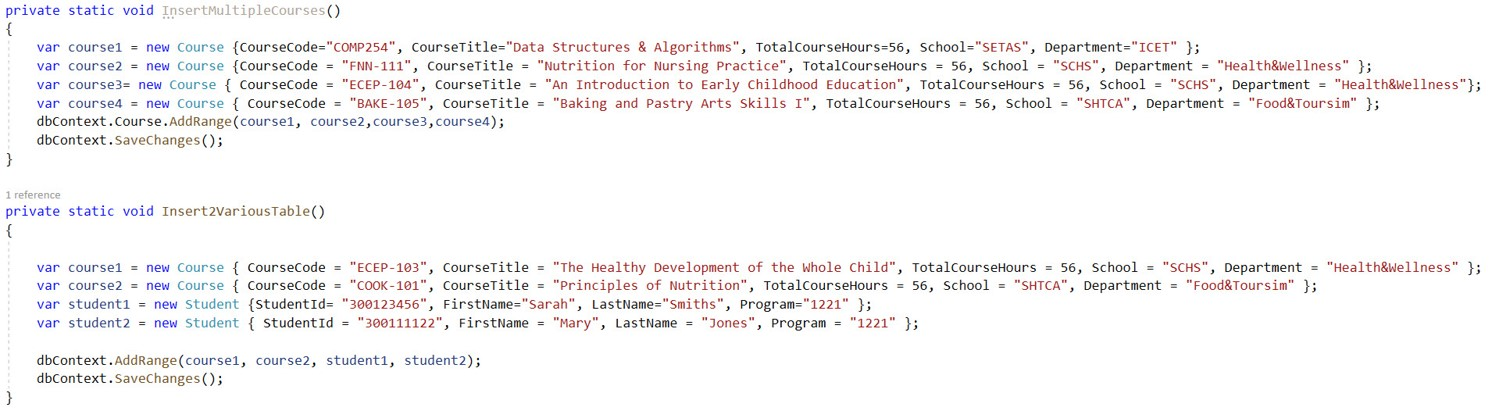 private static void InsertMultipleCourses()
{
var course1 = new Course {CourseCode="COMP254", CourseTitle="Data Structures & Algorithms", TotalCourseHours=56, School="SETAS", Department="ICET" };
var course2 = new Course {CourseCode = "FNN-111", CourseTitle = "Nutrition for Nursing Practice", TotalCourseHours = 56, School = "SCHS", Department = "Health&Wellness" };
var course3= new Course { CourseCode = "ECEP-104", CourseTitle = "An Introduction to Early Childhood Education", TotalCourseHours = 56, School = "SCHS", Department = "Health&Wellness"};
var course4 = new Course { CourseCode = "BAKE-105", CourseTitle = "Baking and Pastry Arts Skills I", TotalCourseHours = 56, School = "SHTCA", Department = "Food&Toursim" };
dbContext.Course.AddRange(course1, course2,course3,course4);
dbContext.SaveChanges();
}
1 reference
private static void Insert2VariousTable()
{
var course1 = new Course { CourseCode = "ECEP-103", CourseTitle = "The Healthy Development of the Whole Child", TotalCourseHours = 56, School = "SCHS", Department = "Health&Wellness" };
var course2 = new Course { CourseCode = "COOK-101", CourseTitle = "Principles of Nutrition", TotalCourseHours = 56, School = "SHTCA", Department = "Food&Toursim" };
var student1 = new Student {StudentId= "300123456", FirstName="Sarah", LastName="Smiths", Program="1221" };
var student2 = new Student { StudentId = "300111122", FirstName = "Mary", LastName = "Jones", Program = "1221" };
dbContext.AddRange(course1, course2, student1, student2);
dbContext.SaveChanges();
}